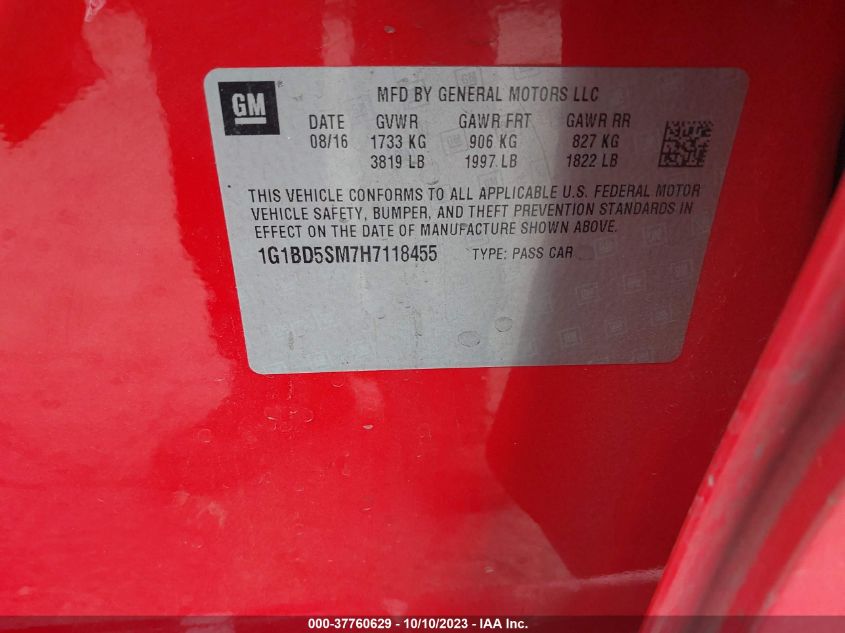 GM
MFD BY GENERAL MOTORS LLC
DATE GVWR GAWR FRT GAWR RR
08/16 1733 KG 906 KG 827 KG
3819 LB 1997 LB 1822 LB
THIS VEHICLE CONFORMS TO ALL APPLICABLE U.S. FEDERAL MOTOR
VEHICLE SAFETY, BUMPER, AND THEFT PREVENTION STANDARDS IN
EFFECT ON THE DATE OF MANUFACTURE SHOWN ABOVE.
1G1BD5SM7H7118455 TYPE: PASS CAR
000-37760629 - 10/10/2023 - IAA Inc.